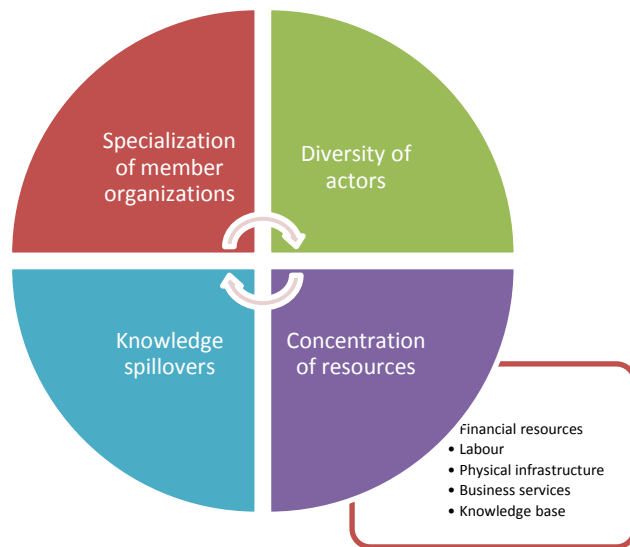 Specialization
of member
organizations
Diversity of
actors
Knowledge
spillovers
Concentration
of resources
Financial resources
• Labour
• Physical infrastructure
• Business services
• Knowledge base